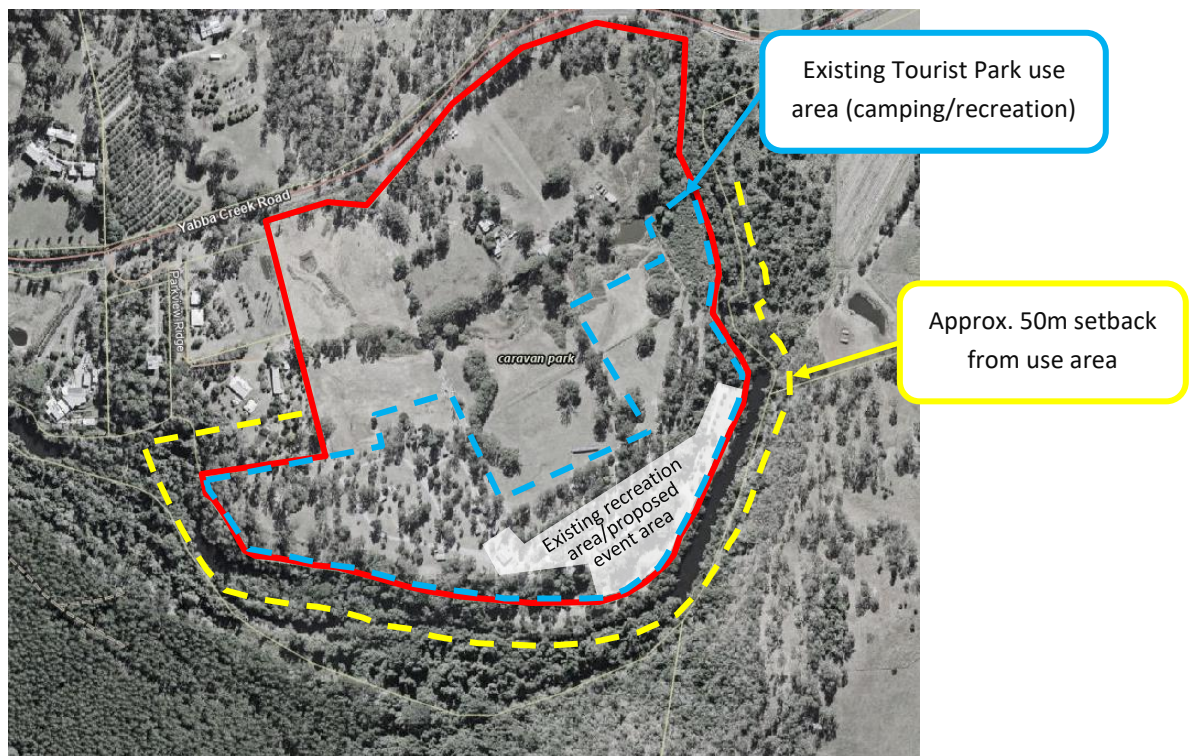 Existing Tourist Park use
area (camping/recreation)
Yabba Creek Road
Parkview Ridge
Approx. 50m setback
from use area
caravan park
Existing recreation
area/proposed
event area